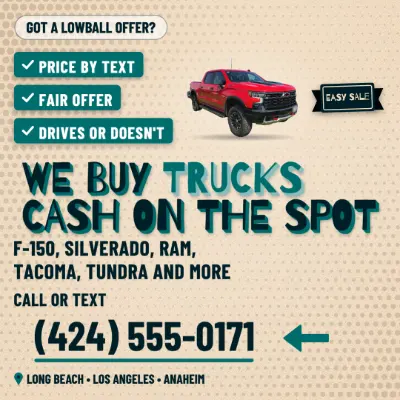 GOT A LOWBALL OFFER?
PRICE BY TEXT
FAIR OFFER
DRIVES OR DOESN'T
EASY SALE
WE BUY TRUCKS
CASH ON THE SPOT
F-150, SILVERADO, RAM,
TACOMA, TUNDRA AND MORE
CALL OR TEXT
(424) 555-0171
LONG BEACH • LOS ANGELES • ANAHEIM